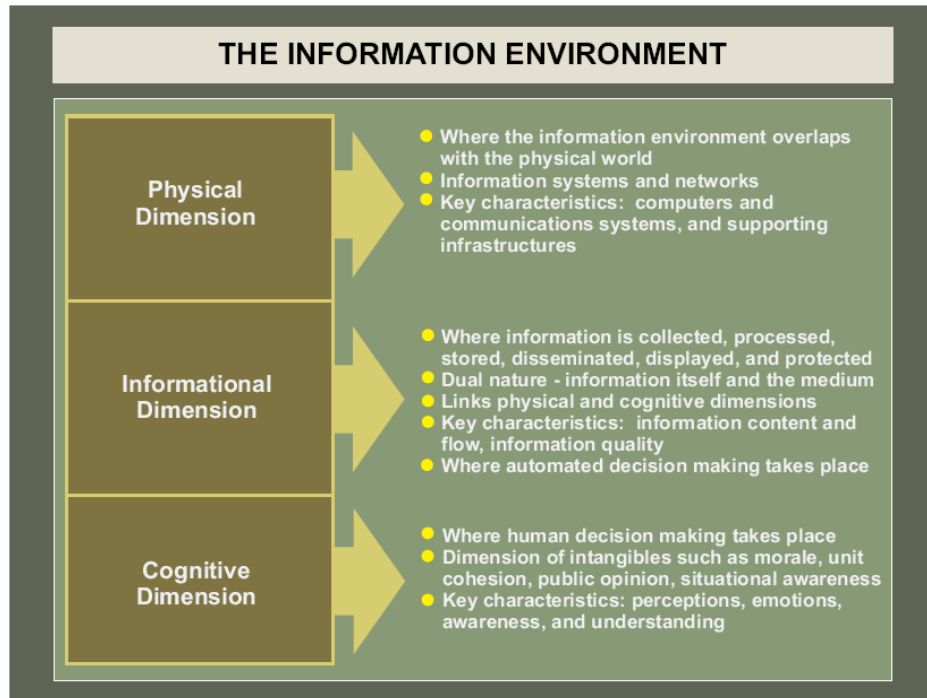 THE INFORMATION ENVIRONMENT
Physical
Dimension
Where the information environment overlaps
with the physical world
Information systems and networks
Key characteristics: computers and
communications systems, and supporting
infrastructures
Informational
Dimension
Where information is collected, processed,
stored, disseminated, displayed, and protected
Dual nature - information itself and the medium
Links physical and cognitive dimensions
Key characteristics: information content and
flow, information quality
Where automated decision making takes place
Cognitive
Dimension
Where human decision making takes place
Dimension of intangibles such as morale, unit
cohesion, public opinion, situational awareness
Key characteristics: perceptions, emotions,
awareness, and understanding